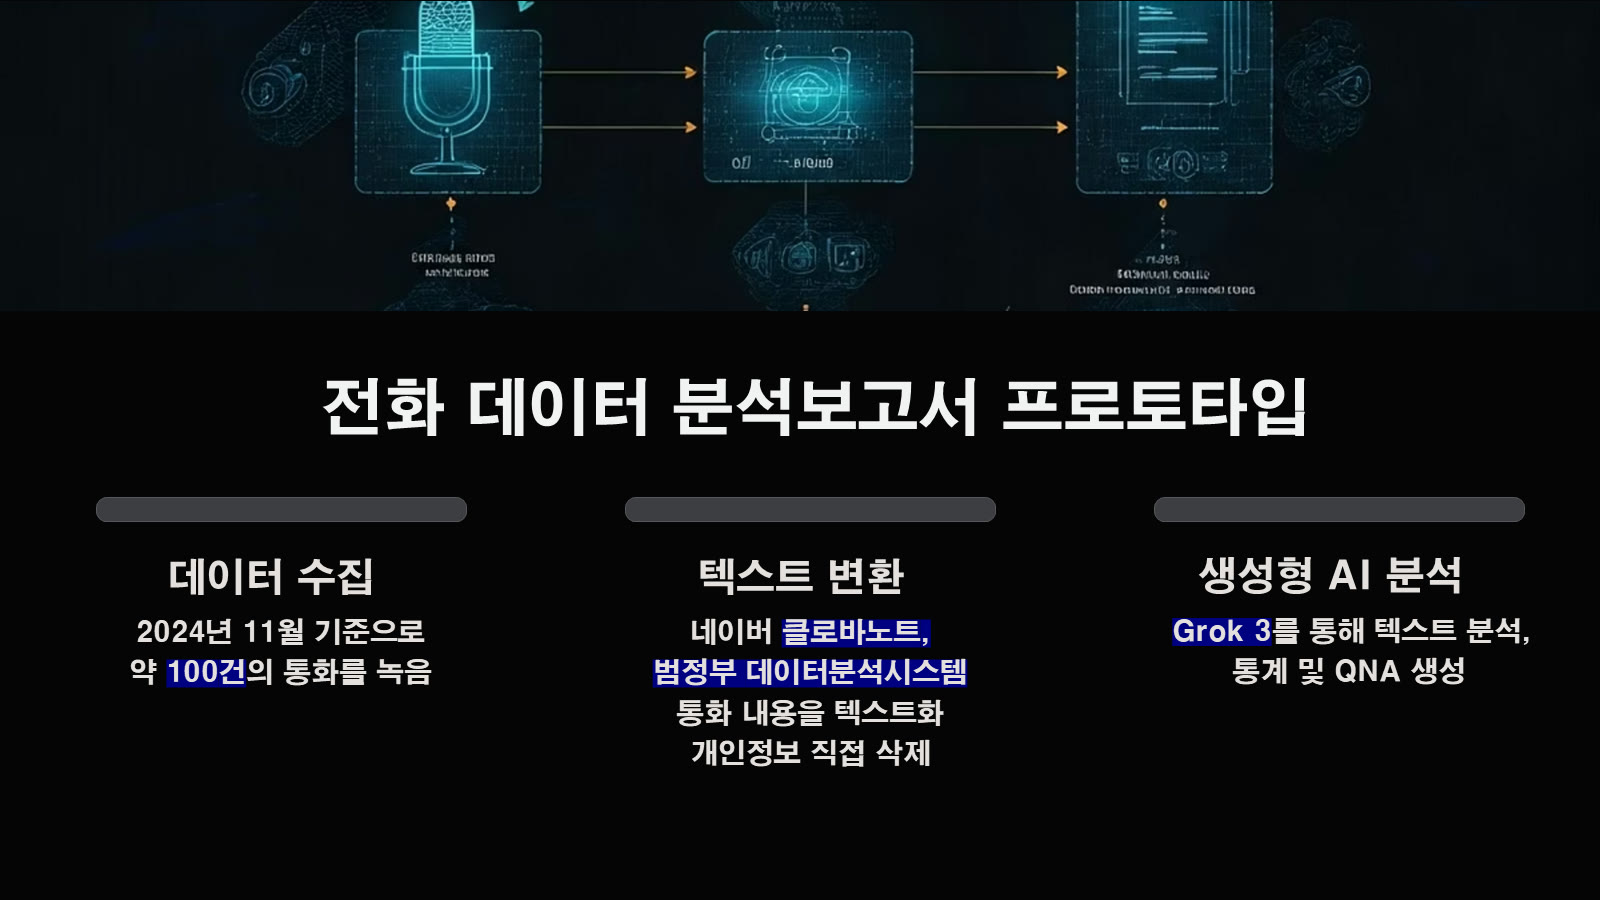 전화 데이터 분석보고서 프로토타입
데이터 수집
2024년 11월 기준으로
약 100건의 통화를 녹음
텍스트 변환
네이버 클로바노트,
범정부 데이터분석시스템
통화 내용을 텍스트화
개인정보 직접 삭제
생성형 AI 분석
Grok 3를 통해 텍스트 분석,
통계 및 QNA 생성